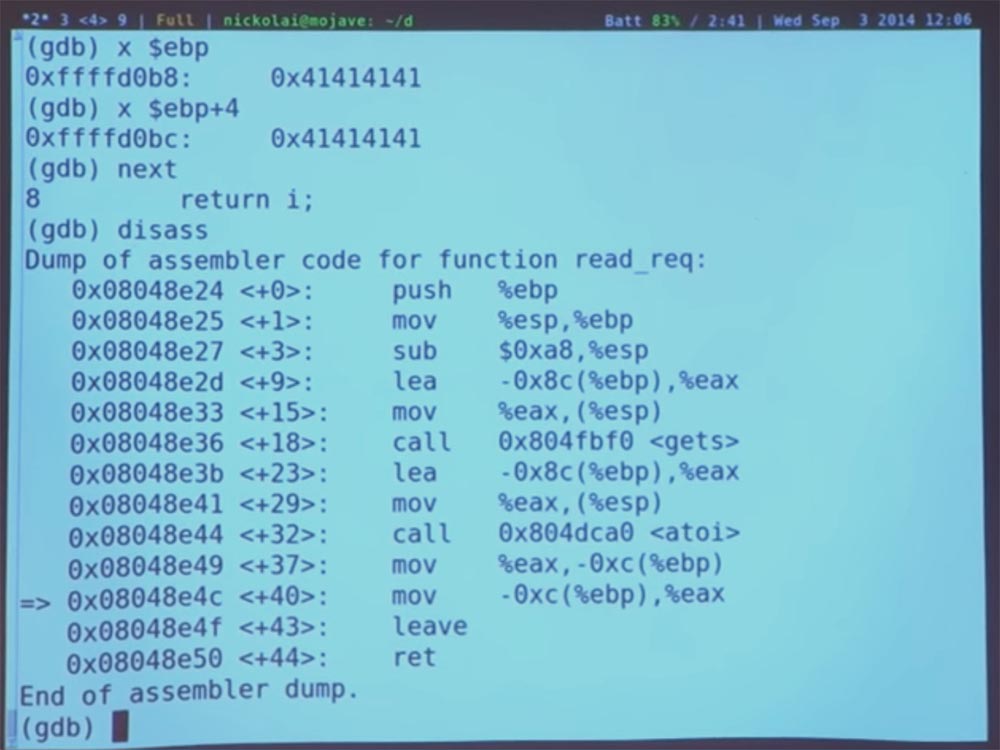 *2* 3 <4> 9 | Full | nickolai@mojave: ~/d Batt 83% / 2:41 | Wed Sep 3 2014 12:06
(gdb) x $ebp
0xffffd0b8: 0x41414141
(gdb) x $ebp+4
0xffffd0bc: 0x41414141
(gdb) next
8 return i;
(gdb) disass
Dump of assembler code for function read_req:
0x08048e24 <+0>: push %ebp
0x08048e25 <+1>: mov %esp,%ebp
0x08048e27 <+3>: sub $0xa8,%esp
0x08048e2d <+9>: lea -0x8c(%ebp),%eax
0x08048e33 <+15>: mov %eax,(%esp)
0x08048e36 <+18>: call 0x804fbf0 <gets>
0x08048e3b <+23>: lea -0x8c(%ebp),%eax
0x08048e41 <+29>: mov %eax,(%esp)
0x08048e44 <+32>: call 0x804dca0 <atoi>
0x08048e49 <+37>: mov %eax,-0xc(%ebp)
=> 0x08048e4c <+40>: mov -0xc(%ebp),%eax
0x08048e4f <+43>: leave
0x08048e50 <+44>: ret
End of assembler dump.
(gdb)